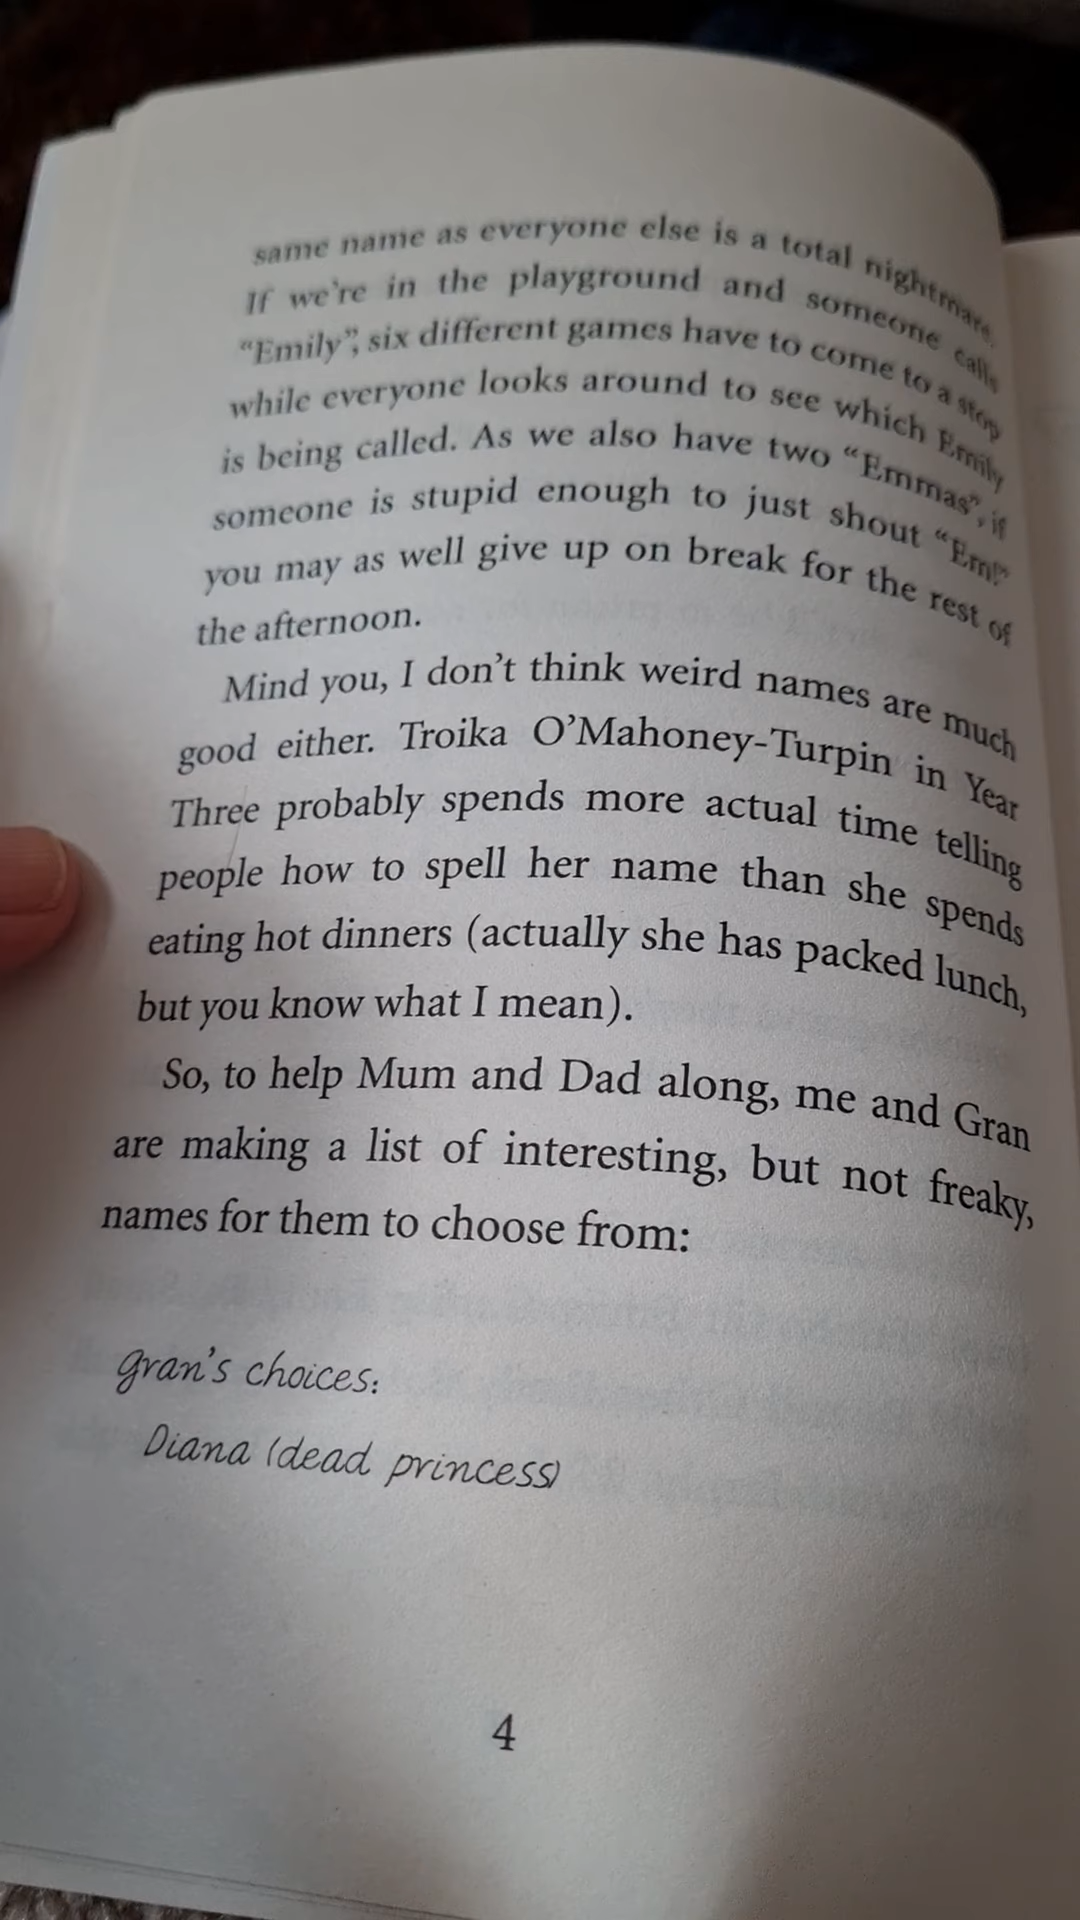 same name as everyone else is a total nightmare.
If we're in the playground and someone calls
“Emily”, six different games have to come to a stop
while everyone looks around to see which Emily
is being called. As we also have two “Emmas”, if
someone is stupid enough to just shout “Em!”
you may as well give up on break for the rest of
the afternoon.
Mind you, I don't think weird names are much
good either. Troika O'Mahoney-Turpin in Year
Three probably spends more actual time telling
people how to spell her name than she spends
eating hot dinners (actually she has packed lunch,
but you know what I mean).
So, to help Mum and Dad along, me and Gran
are making a list of interesting, but not freaky,
names for them to choose from:
gran's choices:
Diana (dead princess)
4